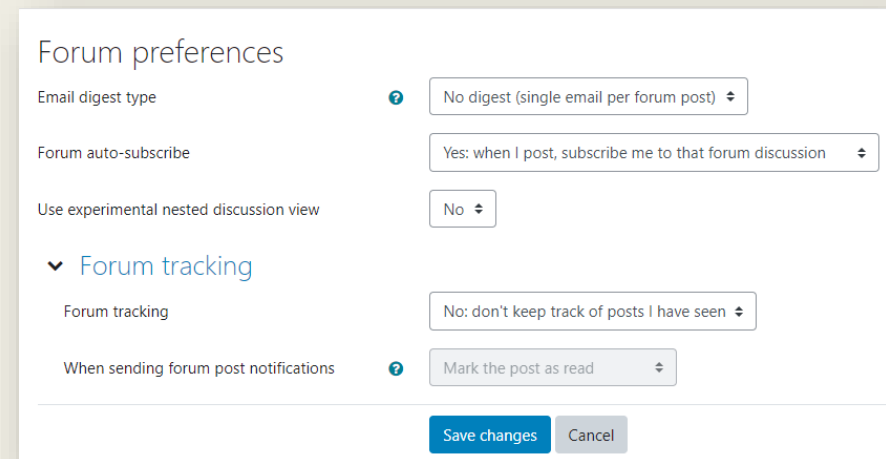 Forum preferences
Email digest type No digest (single email per forum post)
Forum auto-subscribe Yes: when I post, subscribe me to that forum discussion
Use experimental nested discussion view No
Forum tracking
Forum tracking No: don't keep track of posts I have seen
When sending forum post notifications Mark the post as read
Save changes Cancel